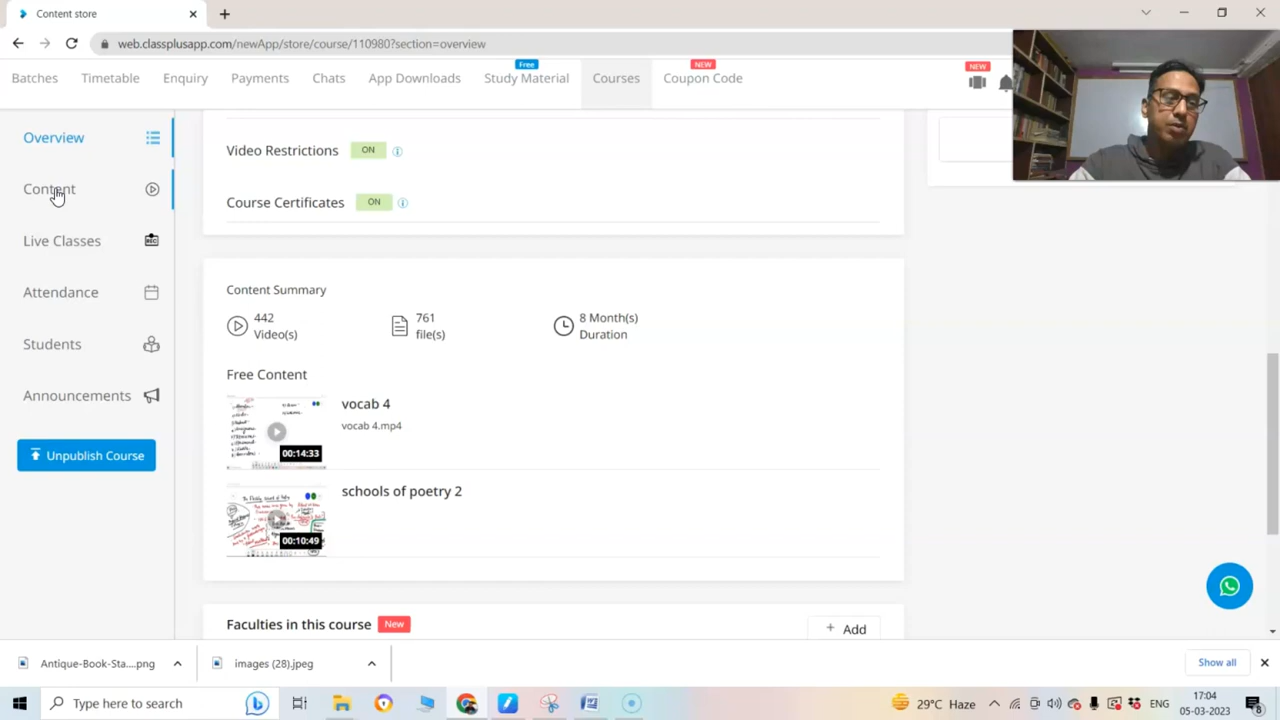 Content store
web.classplusapp.com/newApp/store/course/110980?section=overview
Free
NEW
NEW
Batches
Timetable
Enquiry
Payments
Chats
App Downloads
Study Material
Courses
Coupon Code
Overview
Content
Live Classes
REC
Attendance
Students
Announcements
Unpublish Course
Video Restrictions ON
Course Certificates ON
Content Summary
442
Video(s)
761
file(s)
8 Month(s)
Duration
Free Content
vocab 4
vocab 4.mp4
00:14:33
schools of poetry 2
00:10:49
Faculties in this course New
+ Add
Antique-Book-Sta....png
images (28).jpeg
Show all
Type here to search
29°C Haze
ENG
17:04
05-03-2023
8